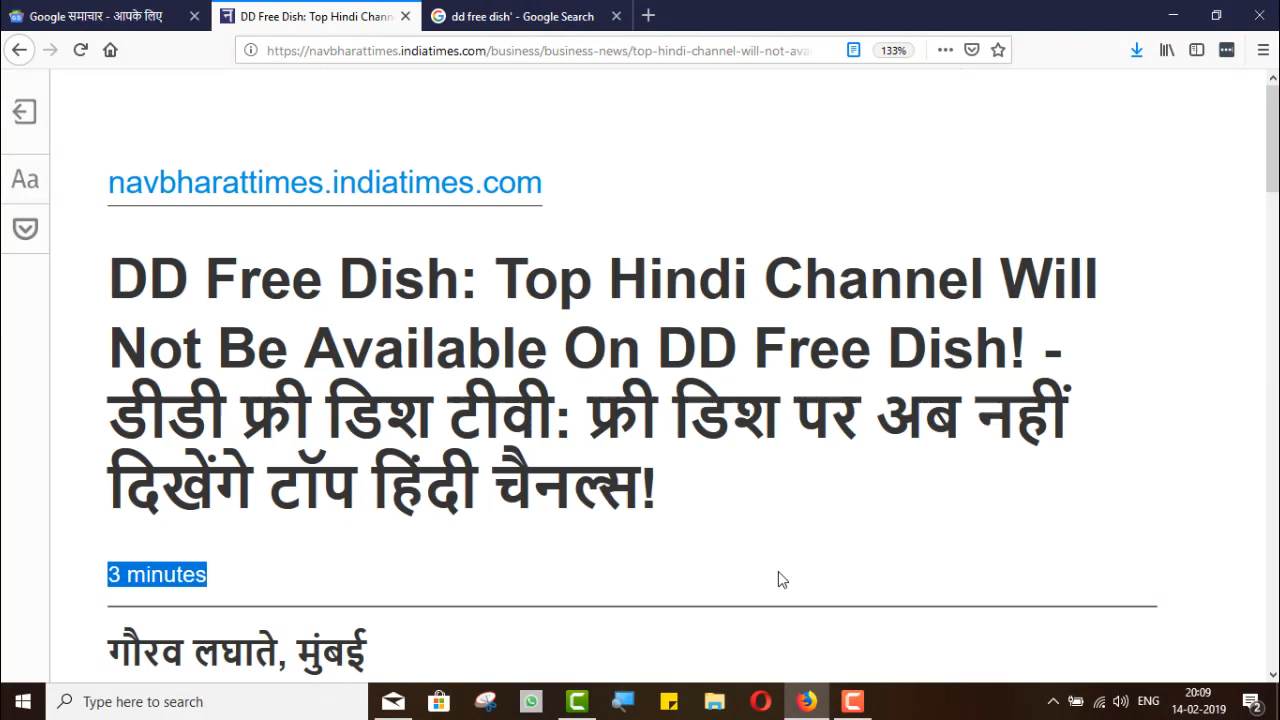 Google समाचार - आपके लिए
DD Free Dish: Top Hindi Chann
dd free dish' - Google Search
https://navbharattimes.indiatimes.com/business/business-news/top-hindi-channel-will-not-ava
133%
Aa
navbharattimes.indiatimes.com
DD Free Dish: Top Hindi Channel Will
Not Be Available On DD Free Dish! -
डीडी फ्री डिश टीवी: फ्री डिश पर अब नहीं
दिखेंगे टॉप हिंदी चैनल्स!
3 minutes
गौरव लघाते, मुंबई
Type here to search
ENG
20:09
14-02-2019
2